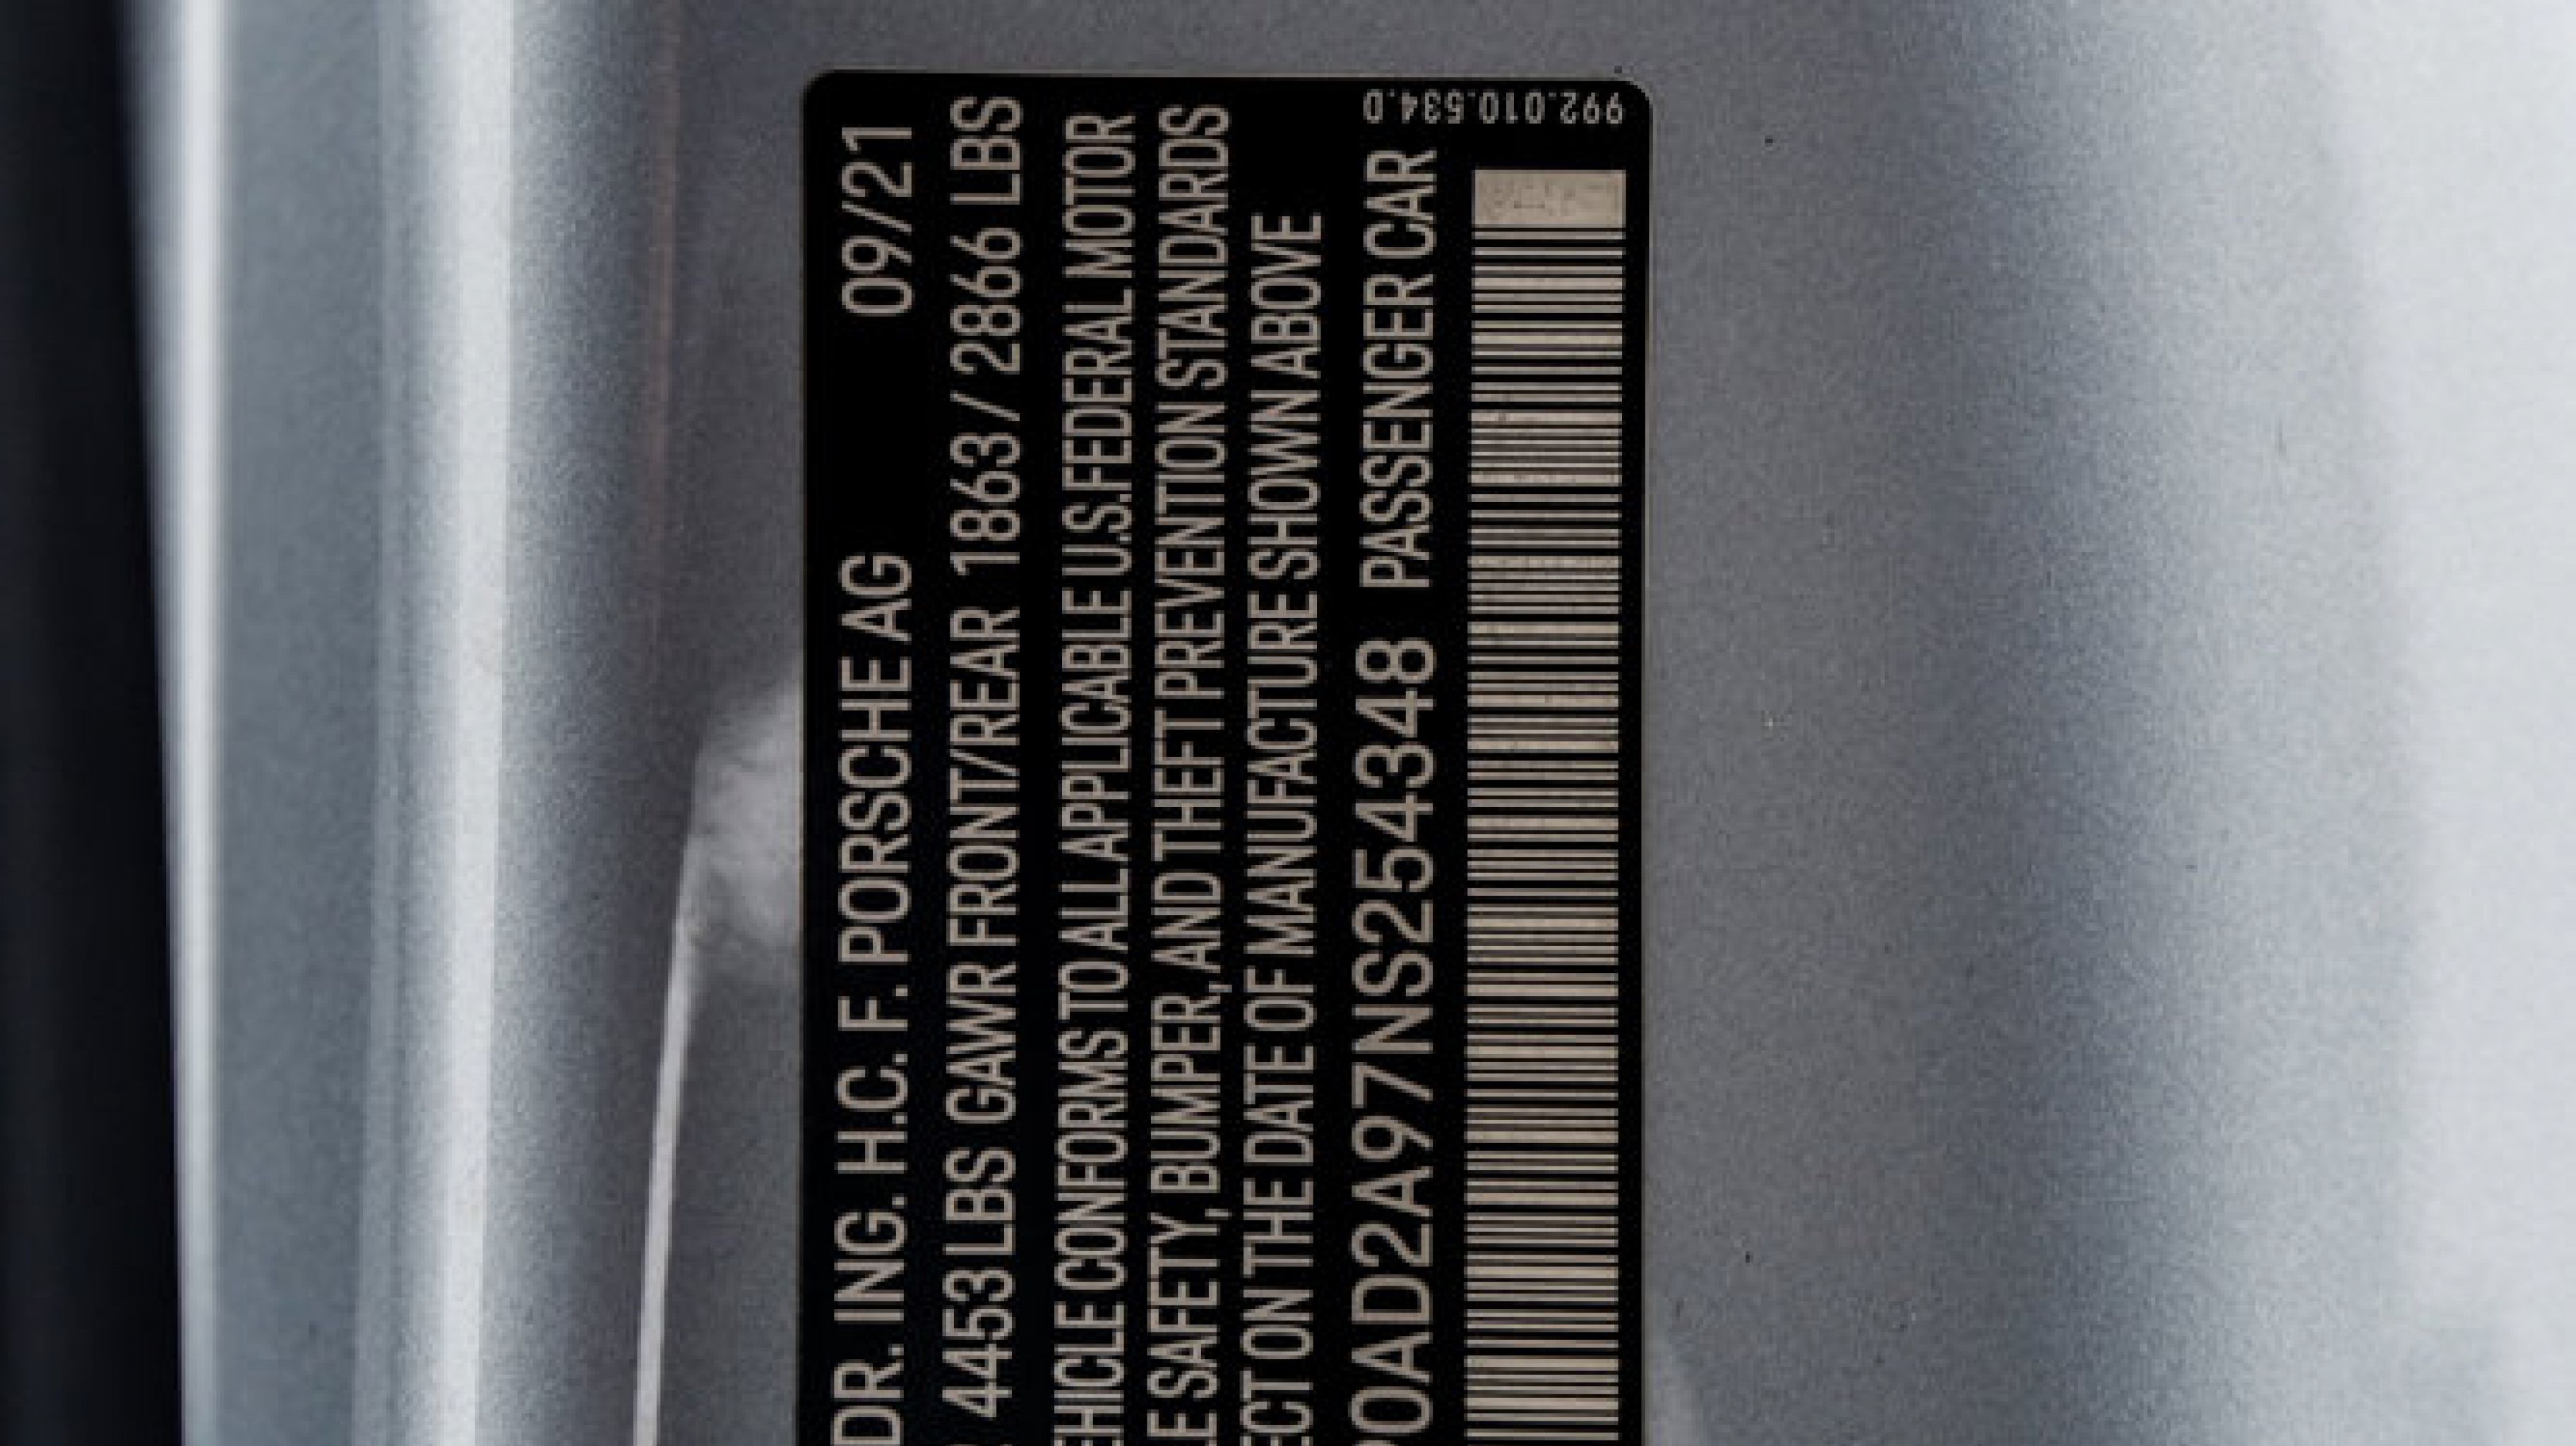 DR. ING. H.C. F. PORSCHE AG 09/21
4453 LBS GAWR FRONT/REAR 1863 / 2866 LBS
EHICLE CONFORMS TO ALL APPLICABLE U.S.FEDERAL MOTOR
LE SAFETY, BUMPER, AND THEFT PREVENTION STANDARDS
ECT ON THE DATE OF MANUFACTURE SHOWN ABOVE
P0AD2A97NS254348 PASSENGER CAR
992.010.534.D